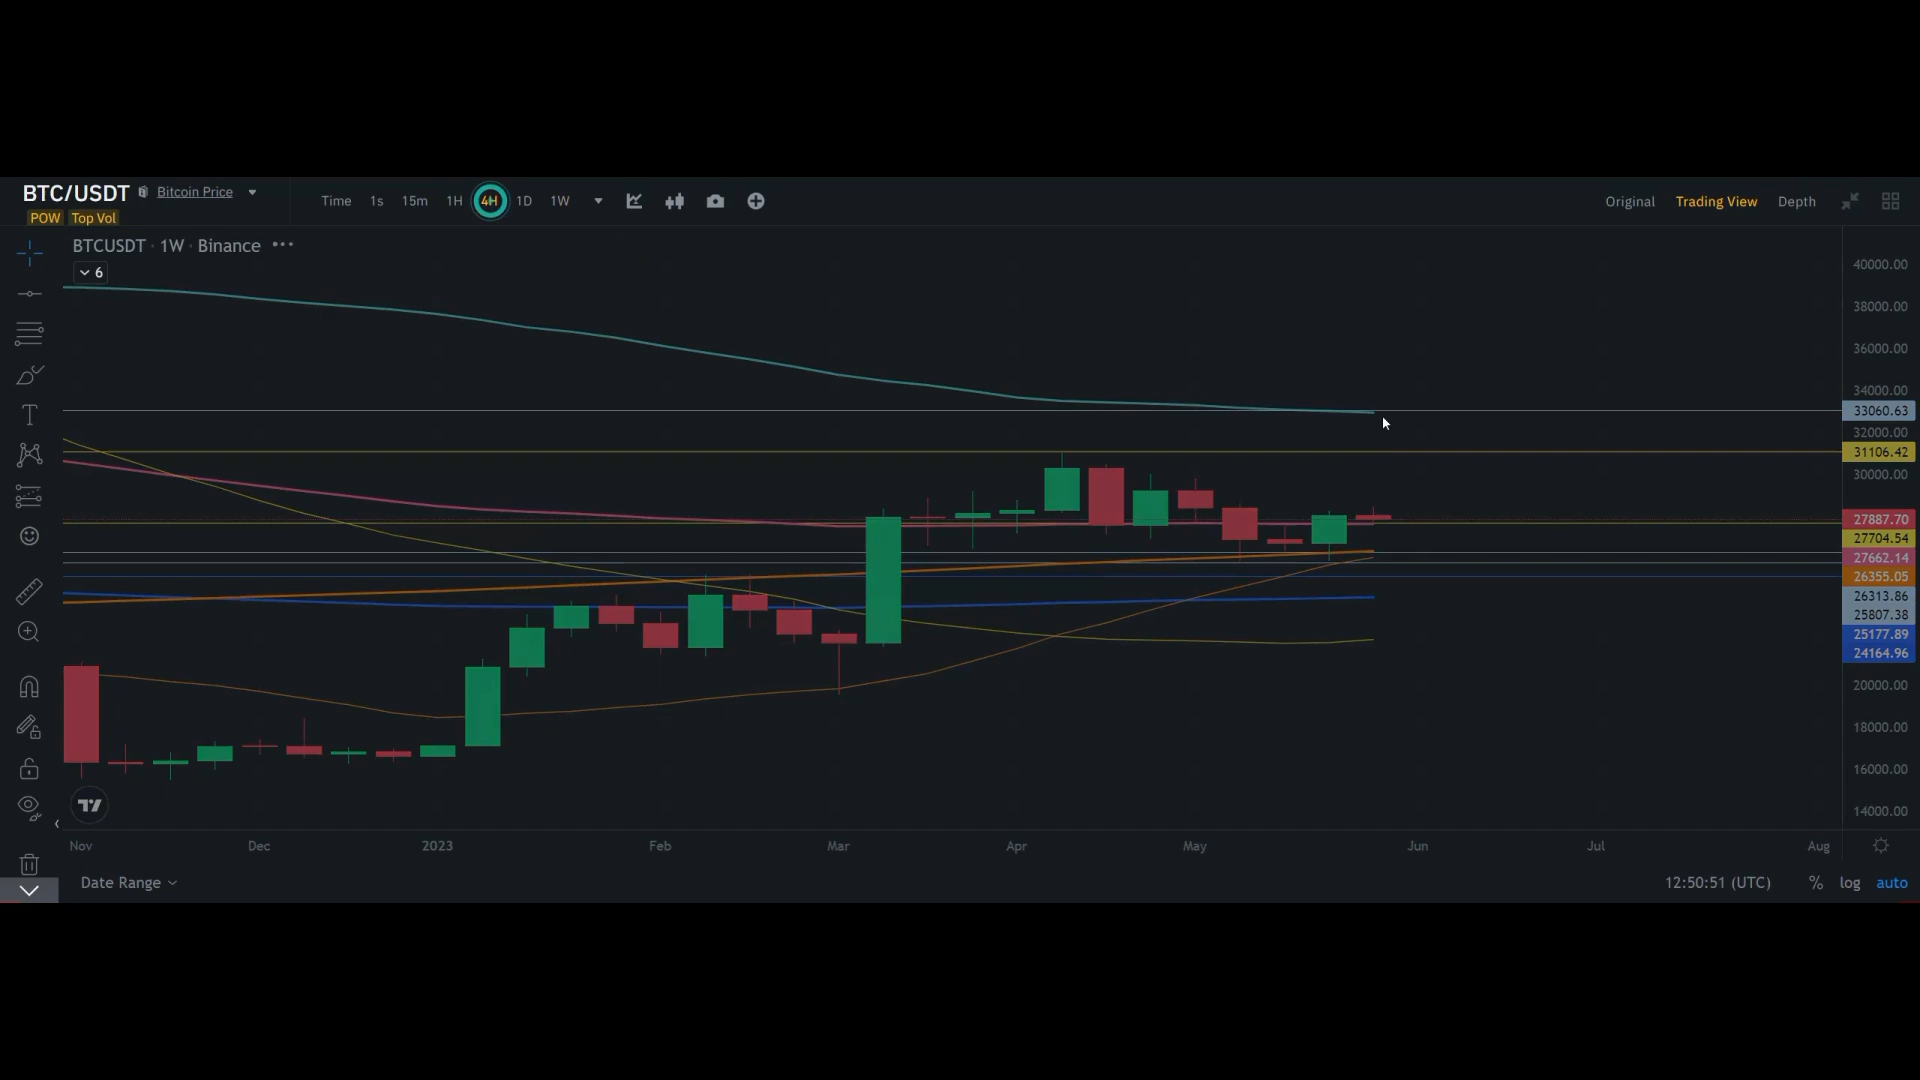 BTC/USDT Bitcoin Price
POW Top Vol
Time 1s 15m 1H 4H 1D 1W
Original Trading View Depth
BTCUSDT · 1W · Binance
6
40000.00
38000.00
36000.00
34000.00
33060.63
32000.00
31106.42
30000.00
27887.70
27704.54
27662.14
26355.05
26313.86
25807.38
25177.89
24164.96
20000.00
18000.00
16000.00
14000.00
Nov Dec 2023 Feb Mar Apr May Jun Jul Aug
Date Range
12:50:51 (UTC) % log auto